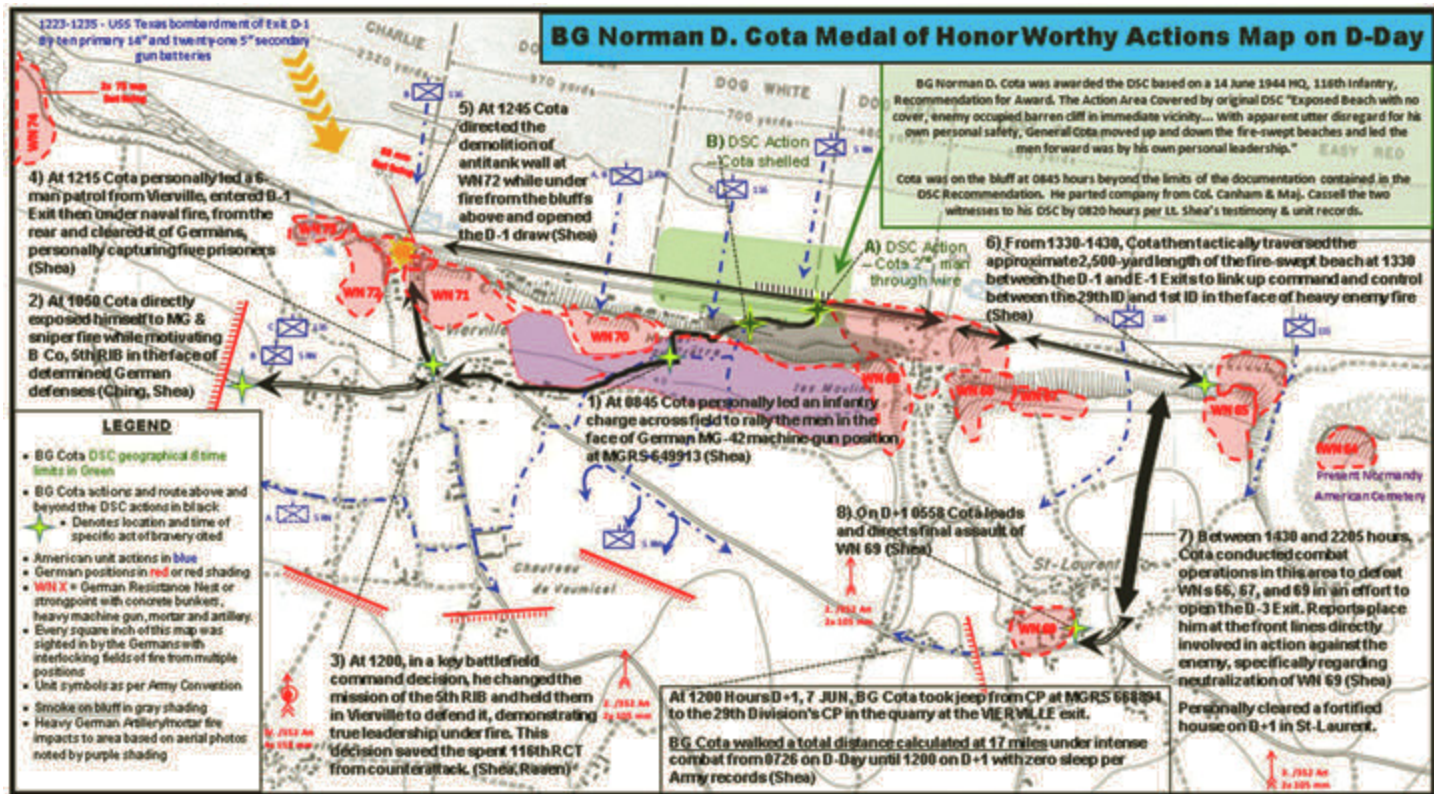 BG Norman D. Cota Medal of Honor Worthy Actions Map on D-Day
1223-1235 - USS Texas bombardment of Exit D-1
By ten primary 14" and twenty-one 5" secondary
gun batteries
CHARLIE
2320 yards
970 yards
DOG WHITE
700 yards
EASY RED
BG Norman D. Cota was awarded the DSC based on a 14 June 1944 HQ, 116th Infantry,
Recommendation for Award. The Action Area Covered by original DSC "Exposed Beach with no
cover, enemy occupied barren cliff in immediate vicinity.... With apparent utter disregard for his
own personal safety, General Cota moved up and down the fire-swept beaches and led the
men forward was by his own personal leadership."
Cota was on the bluff at 0845 hours beyond the limits of the documentation contained in the
DSC Recommendation. He parted company from Col. Canham & Maj. Cassell the two
witnesses to his DSC by 0820 hours per Lt. Shea's testimony & unit records.
WN 74
5) At 1245 Cota
directed the
demolition of
antitank wall at
WN72 while under
fire from the bluffs
above and opened
the D-1 draw (Shea)
B) DSC Action
– Cota shelled
A) DSC Action
– Cota 2nd man
through wire
4) At 1215 Cota personally led a 6-
man patrol from Vierville, entered D-1
Exit then under naval fire, from the
rear and cleared it of Germans,
personally capturing five prisoners
(Shea)
6) From 1330-1430, Cota then tactically traversed the
approximate 2,500-yard length of the fire-swept beach at 1330
between the D-1 and E-1 Exits to link up command and control
between the 29th ID and 1st ID in the face of heavy enemy fire
(Shea)
2) At 1050 Cota directly
exposed himself to MG &
sniper fire while motivating
B Co, 5th RIB in the face of
determined German
defenses (Ching, Shea)
WN 71
Vierville
WN 70
les Moulins
WN 65
WN 64
Present Normandy
American Cemetery
1) At 0845 Cota personally led an infantry
charge across field to rally the men in the
face of German MG-42 machine gun position
at MGRS 649913 (Shea)
LEGEND
• BG Cota DSC geographical & time
limits in Green
• BG Cota actions and route above and
beyond the DSC actions in black
• Denotes location and time of
specific act of bravery cited
• American unit actions in blue
• German positions in red or red shading
• WN X = German Resistance Nest or
strongpoint with concrete bunkers,
heavy machine gun, mortar and artillery.
• Every square inch of this map was
sighted in by the Germans with
interlocking fields of fire from multiple
positions
• Unit symbols as per Army Convention
• Smoke on bluff in gray shading
• Heavy German Artillery/mortar fire
impacts to area based on aerial photos
noted by purple shading
Chateau
de Vaumicel
8) On D+1 0558 Cota leads
and directs final assault of
WN 69 (Shea)
St-Laurent
7) Between 1430 and 2205 hours,
Cota conducted combat
operations in this area to defeat
WNs 66, 67, and 69 in an effort to
open the D-3 Exit. Reports place
him at the front lines directly
involved in action against the
enemy, specifically regarding
neutralization of WN 69 (Shea)
Personally cleared a fortified
house on D+1 in St-Laurent.
3) At 1200, in a key battlefield
command decision, he changed the
mission of the 5th RIB and held them
in Vierville to defend it, demonstrating
true leadership under fire. This
decision saved the spent 116th RCT
from counterattack. (Shea, Raaen)
At 1200 Hours D+1, 7 JUN, BG Cota took jeep from CP at MGRS 668894
to the 29th Division's CP in the quarry at the VIERVILLE exit.
BG Cota walked a total distance calculated at 17 miles under intense
combat from 0726 on D-Day until 1200 on D+1 with zero sleep per
Army records (Shea)
2x 105 mm
2x 105 mm
2x 105 mm